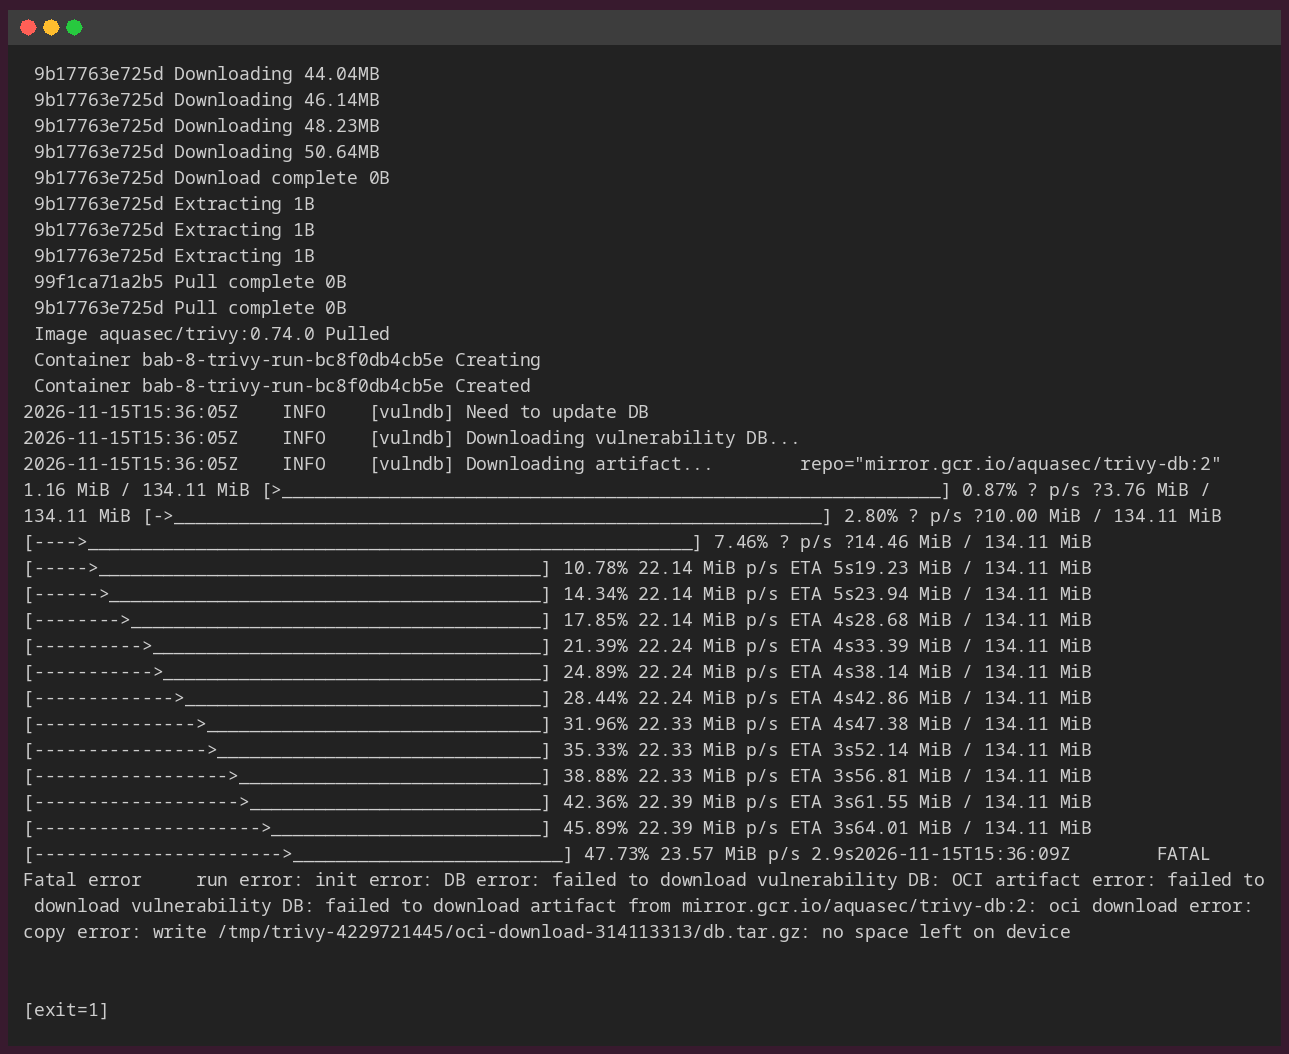 9b17763e725d Downloading 44.04MB
9b17763e725d Downloading 46.14MB
9b17763e725d Downloading 48.23MB
9b17763e725d Downloading 50.64MB
9b17763e725d Download complete 0B
9b17763e725d Extracting 1B
9b17763e725d Extracting 1B
9b17763e725d Extracting 1B
99f1ca71a2b5 Pull complete 0B
9b17763e725d Pull complete 0B
Image aquasec/trivy:0.74.0 Pulled
Container bab-8-trivy-run-bc8f0db4cb5e Creating
Container bab-8-trivy-run-bc8f0db4cb5e Created
2026-11-15T15:36:05Z    INFO    [vulndb] Need to update DB
2026-11-15T15:36:05Z    INFO    [vulndb] Downloading vulnerability DB...
2026-11-15T15:36:05Z    INFO    [vulndb] Downloading artifact...        repo="mirror.gcr.io/aquasec/trivy-db:2"
1.16 MiB / 134.11 MiB [>_____________________________________________________________] 0.87% ? p/s ?3.76 MiB /
134.11 MiB [->____________________________________________________________] 2.80% ? p/s ?10.00 MiB / 134.11 MiB
[---->________________________________________________________] 7.46% ? p/s ?14.46 MiB / 134.11 MiB
[----->_________________________________________] 10.78% 22.14 MiB p/s ETA 5s19.23 MiB / 134.11 MiB
[------>________________________________________] 14.34% 22.14 MiB p/s ETA 5s23.94 MiB / 134.11 MiB
[-------->______________________________________] 17.85% 22.14 MiB p/s ETA 4s28.68 MiB / 134.11 MiB
[---------->____________________________________] 21.39% 22.24 MiB p/s ETA 4s33.39 MiB / 134.11 MiB
[----------->___________________________________] 24.89% 22.24 MiB p/s ETA 4s38.14 MiB / 134.11 MiB
[------------->_________________________________] 28.44% 22.24 MiB p/s ETA 4s42.86 MiB / 134.11 MiB
[--------------->_______________________________] 31.96% 22.33 MiB p/s ETA 4s47.38 MiB / 134.11 MiB
[---------------->______________________________] 35.33% 22.33 MiB p/s ETA 3s52.14 MiB / 134.11 MiB
[------------------>____________________________] 38.88% 22.33 MiB p/s ETA 3s56.81 MiB / 134.11 MiB
[------------------->___________________________] 42.36% 22.39 MiB p/s ETA 3s61.55 MiB / 134.11 MiB
[--------------------->_________________________] 45.89% 22.39 MiB p/s ETA 3s64.01 MiB / 134.11 MiB
[----------------------->_________________________] 47.73% 23.57 MiB p/s 2.9s2026-11-15T15:36:09Z        FATAL
Fatal error     run error: init error: DB error: failed to download vulnerability DB: OCI artifact error: failed to
download vulnerability DB: failed to download artifact from mirror.gcr.io/aquasec/trivy-db:2: oci download error:
copy error: write /tmp/trivy-4229721445/oci-download-314113313/db.tar.gz: no space left on device
[exit=1]